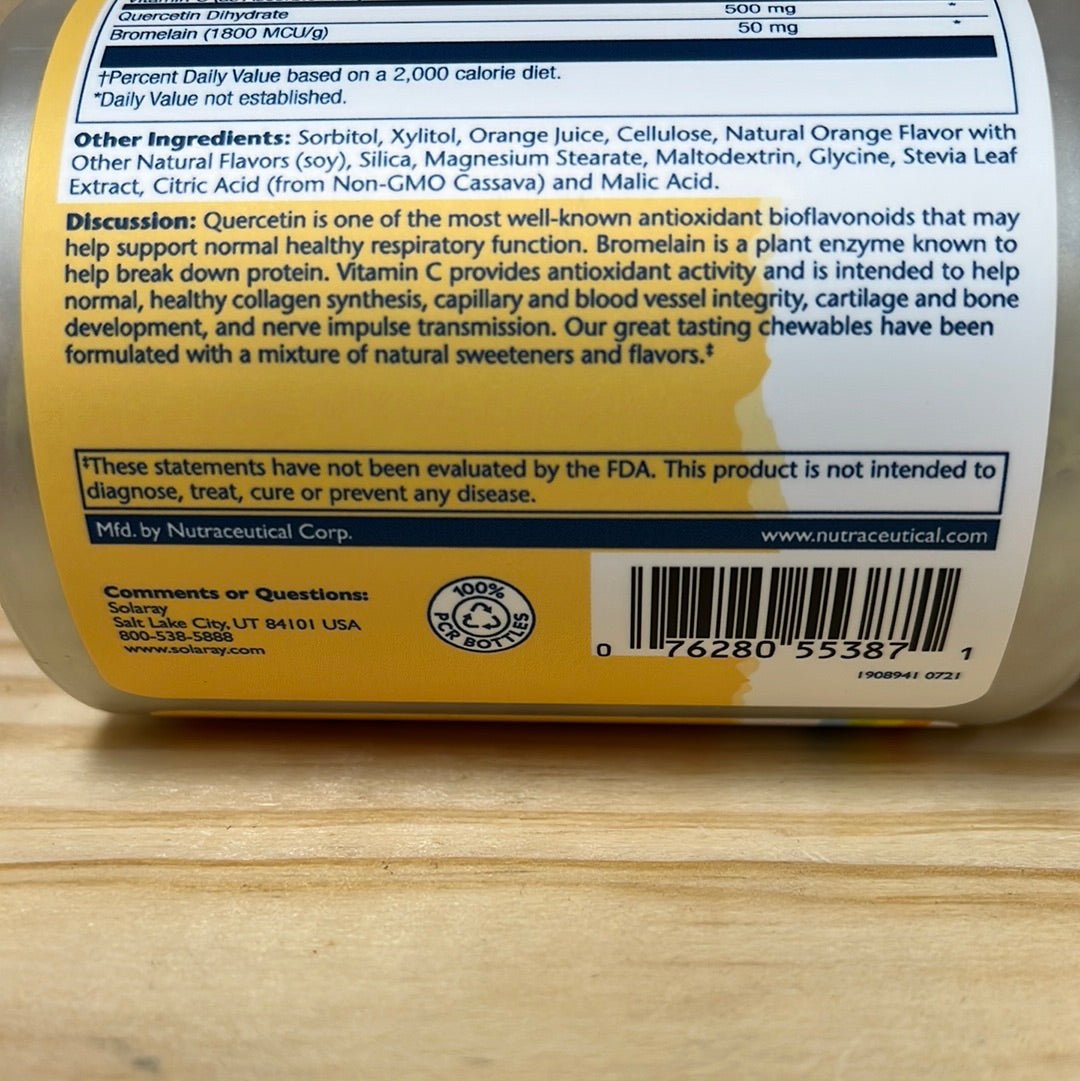 Quercetin Dihydrate 500 mg *
Bromelain (1800 MCU/g) 50 mg *
†Percent Daily Value based on a 2,000 calorie diet.
*Daily Value not established.
Other Ingredients: Sorbitol, Xylitol, Orange Juice, Cellulose, Natural Orange Flavor with
Other Natural Flavors (soy), Silica, Magnesium Stearate, Maltodextrin, Glycine, Stevia Leaf
Extract, Citric Acid (from Non-GMO Cassava) and Malic Acid.
Discussion: Quercetin is one of the most well-known antioxidant bioflavonoids that may
help support normal healthy respiratory function. Bromelain is a plant enzyme known to
help break down protein. Vitamin C provides antioxidant activity and is intended to help
normal, healthy collagen synthesis, capillary and blood vessel integrity, cartilage and bone
development, and nerve impulse transmission. Our great tasting chewables have been
formulated with a mixture of natural sweeteners and flavors.‡
‡These statements have not been evaluated by the FDA. This product is not intended to
diagnose, treat, cure or prevent any disease.
Mfd. by Nutraceutical Corp. www.nutraceutical.com
Comments or Questions:
Solaray
Salt Lake City, UT 84101 USA
800-538-5888
www.solaray.com
100%
PCR BOTTLES
0 76280 55387 1
1908941 0721